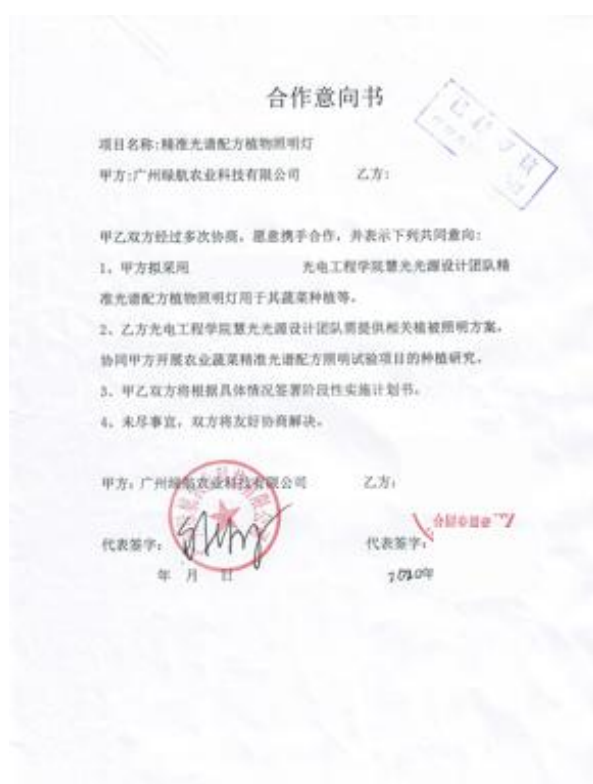 合作意向书
项目名称:精准光谱配方植物照明灯
甲方:广州绿航农业科技有限公司 乙方:
甲乙双方经过多次协商，愿意携手合作，并表示下列共同意向:
1、甲方拟采用 光电工程学院慧光光源设计团队精
准光谱配方植物照明灯用于其蔬菜种植等。
2、乙方光电工程学院慧光光源设计团队需提供相关植被照明方案，
协同甲方开展农业蔬菜精准光谱配方照明试验项目的种植研究。
3、甲乙双方将根据具体情况签署阶段性实施计划书。
4、未尽事宜，双方将友好协商解决。
甲方：广州绿航农业科技有限公司 乙方：
代表签字： 代表签字：
年 月 日 2020年